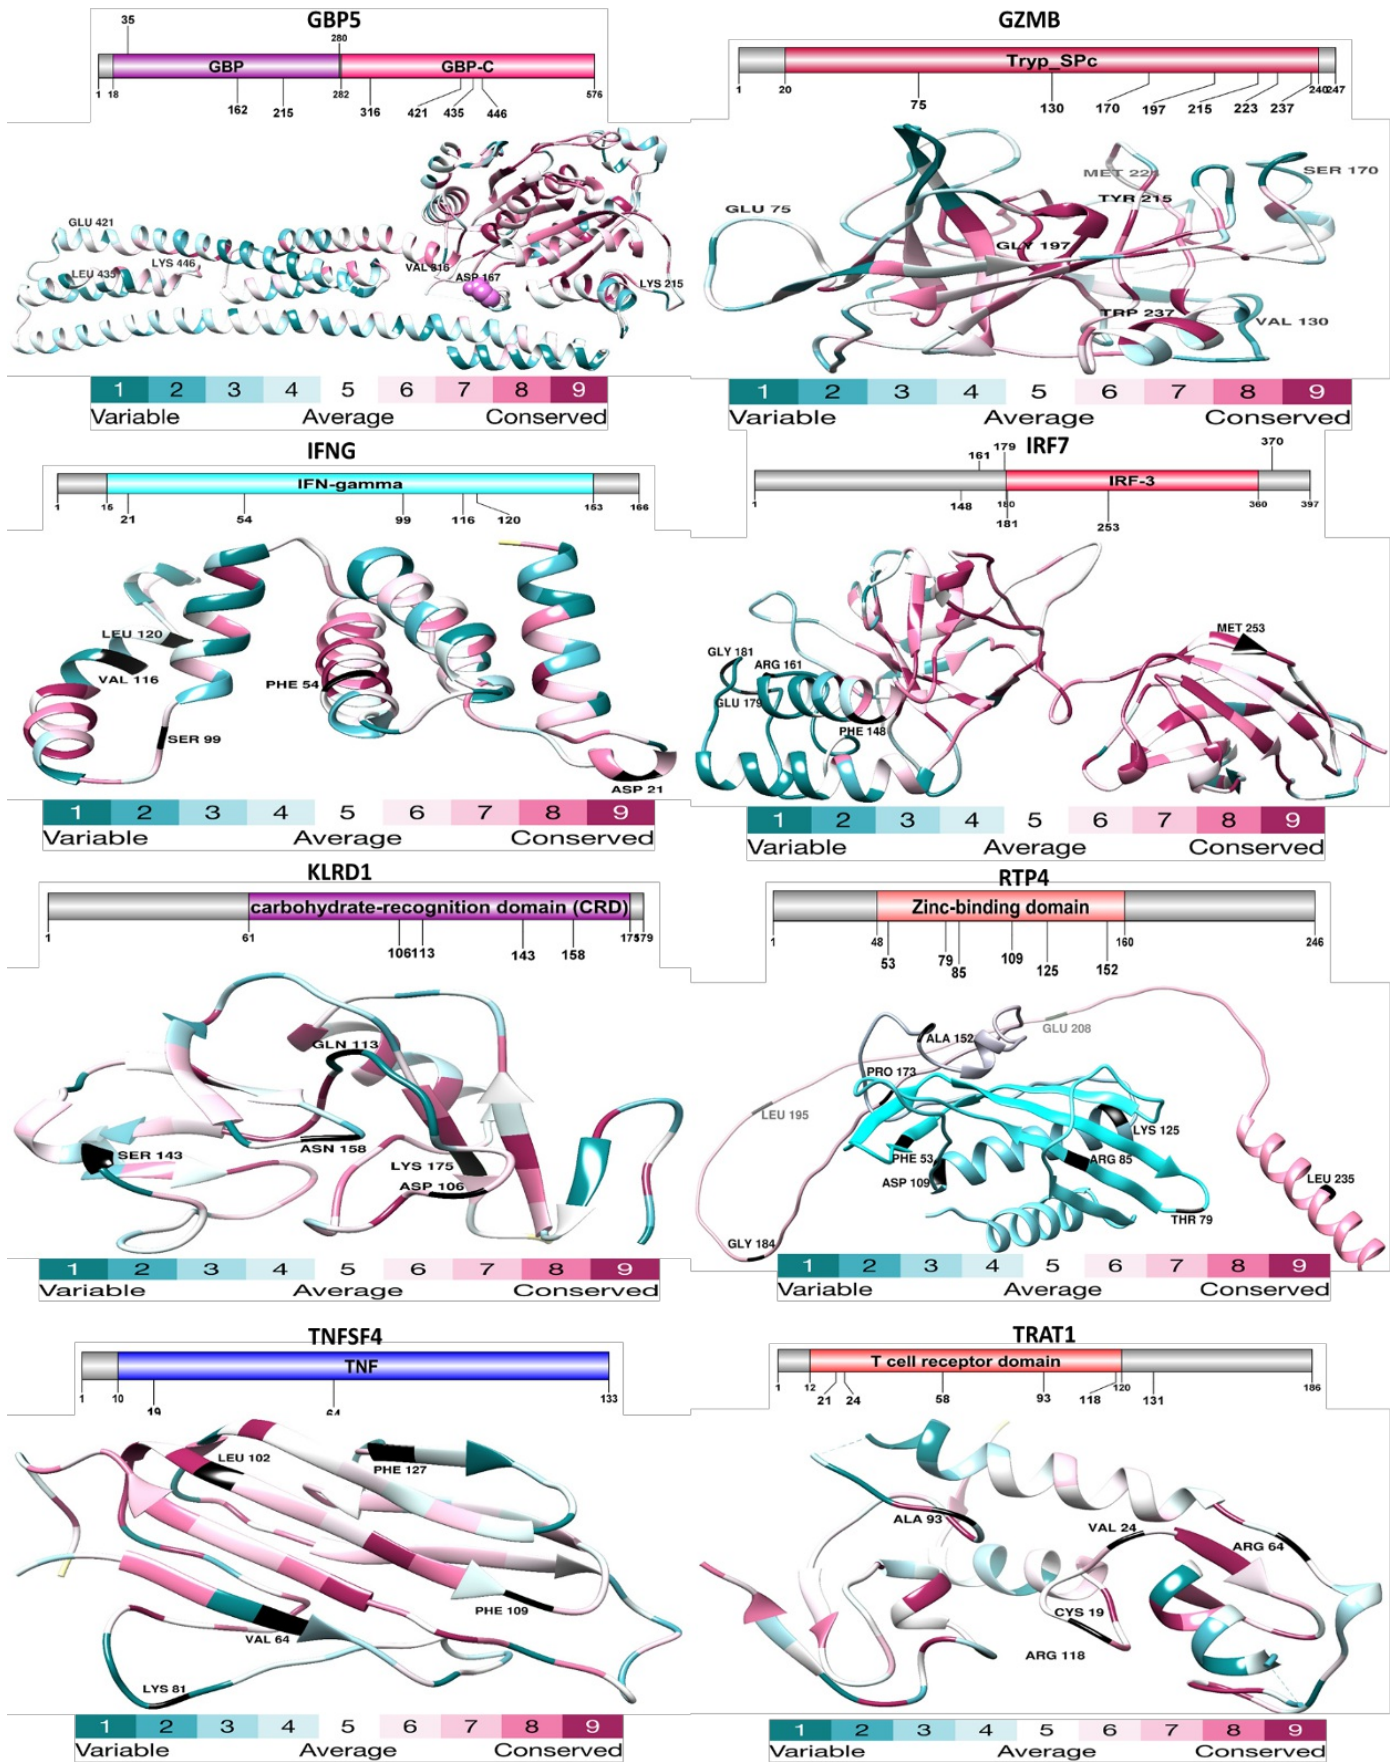 GBP5
35
280
GBP
GBP-C
1 18 282 576
162 215 316 421 435 446
GLU 421
LYS 446
LEU 435
VAL 316
ASP 167
LYS 215
1 2 3 4 5 6 7 8 9
Variable Average Conserved
GZMB
Tryp_SPc
1 20 240 247
75 130 170 197 215 223 237
GLU 75
MET 224
SER 170
TYR 215
GLY 197
TRP 237
VAL 130
1 2 3 4 5 6 7 8 9
Variable Average Conserved
IFNG
IFN-gamma
1 15 153 166
21 54 99 116 120
LEU 120
VAL 116
PHE 54
SER 99
ASP 21
1 2 3 4 5 6 7 8 9
Variable Average Conserved
IRF7
161 179 370
IRF-3
1 148 180 360 397
181 253
MET 253
GLY 181
ARG 161
GLU 179
PHE 148
1 2 3 4 5 6 7 8 9
Variable Average Conserved
KLRD1
carbohydrate-recognition domain (CRD)
1 61 175 179
106 113 143 158
GLN 113
SER 143
ASN 158
LYS 175
ASP 106
1 2 3 4 5 6 7 8 9
Variable Average Conserved
RTP4
Zinc-binding domain
1 48 160 246
53 79 85 109 125 152
GLU 208
ALA 152
PRO 173
LEU 195
LYS 125
PHE 53
ARG 85
ASP 109
LEU 235
THR 79
GLY 184
1 2 3 4 5 6 7 8 9
Variable Average Conserved
TNFSF4
TNF
1 10 133
19 64
LEU 102
PHE 127
PHE 109
VAL 64
LYS 81
1 2 3 4 5 6 7 8 9
Variable Average Conserved
TRAT1
T cell receptor domain
1 12 120 186
21 24 58 93 118 131
ALA 93
VAL 24
ARG 64
CYS 19
ARG 118
1 2 3 4 5 6 7 8 9
Variable Average Conserved